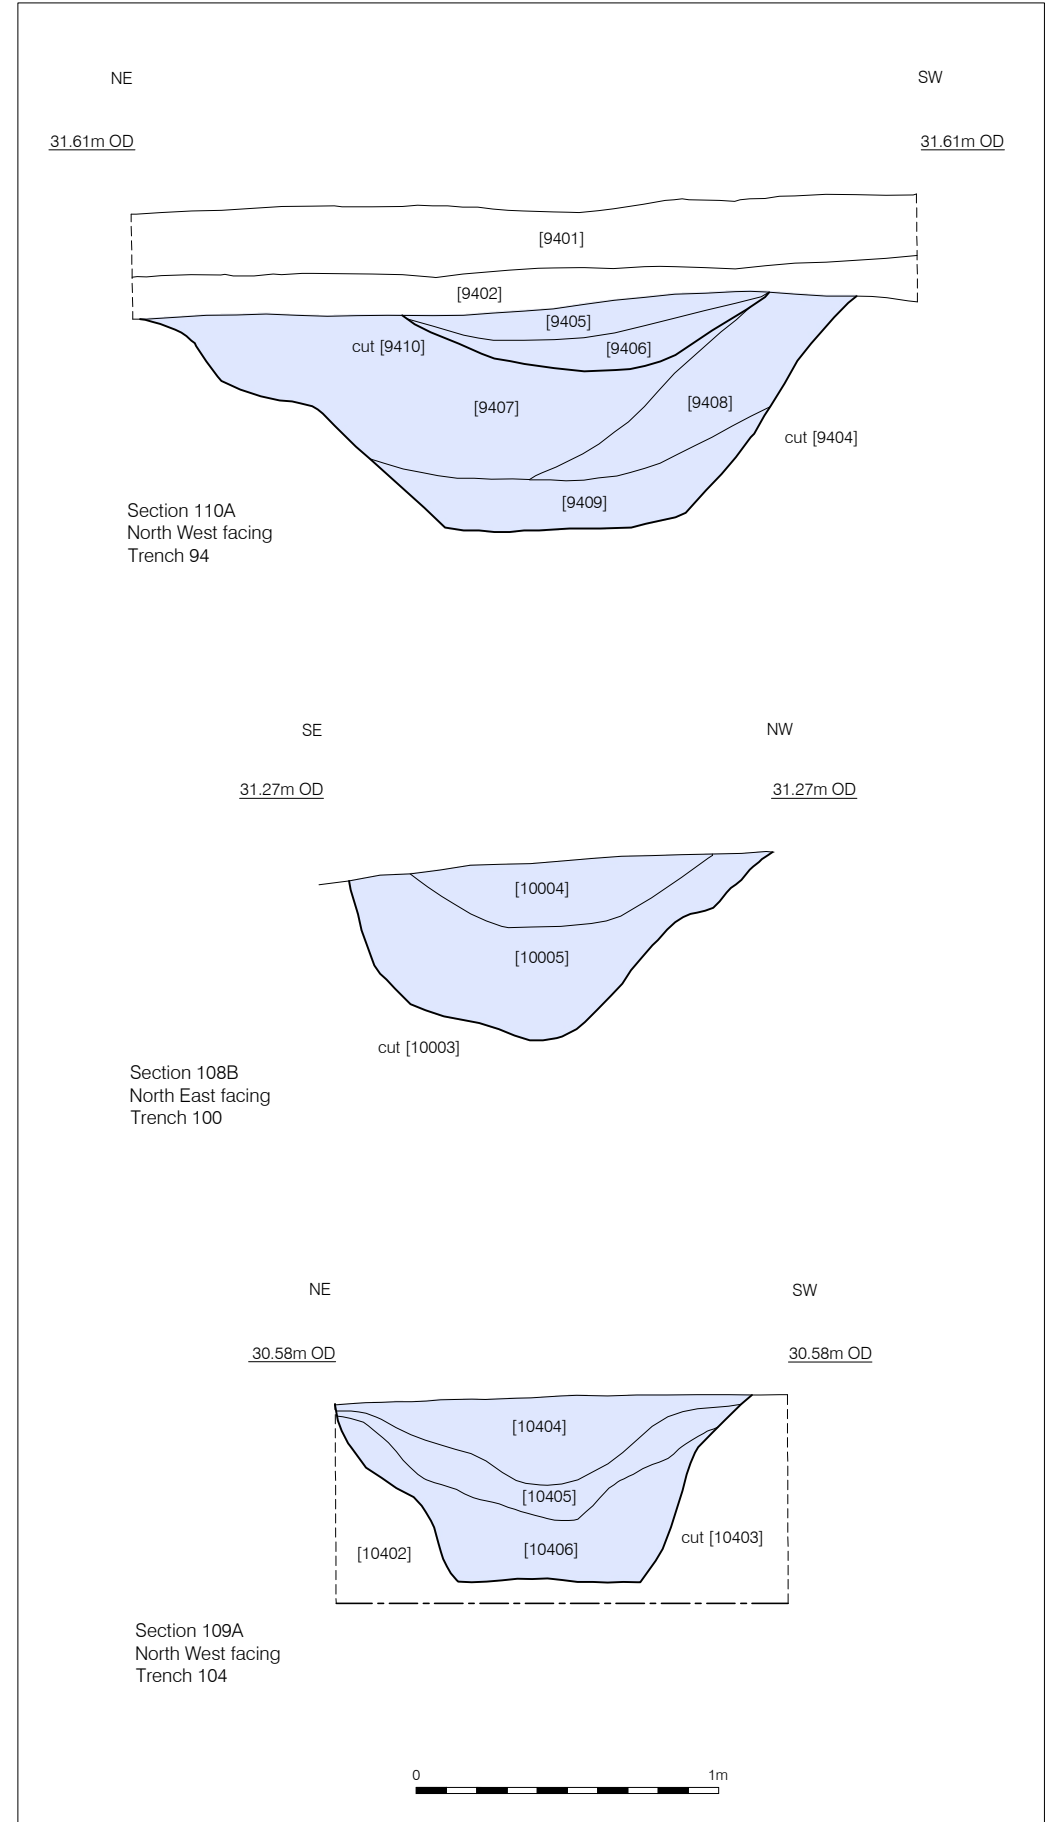 NE
SW
31.61m OD
31.61m OD
[9401]
[9402]
[9405]
cut [9410]
[9406]
[9407]
[9408]
cut [9404]
[9409]
Section 110A
North West facing
Trench 94
SE
NW
31.27m OD
31.27m OD
[10004]
[10005]
cut [10003]
Section 108B
North East facing
Trench 100
NE
SW
30.58m OD
30.58m OD
[10404]
[10405]
cut [10403]
[10402]
[10406]
Section 109A
North West facing
Trench 104
0
1m